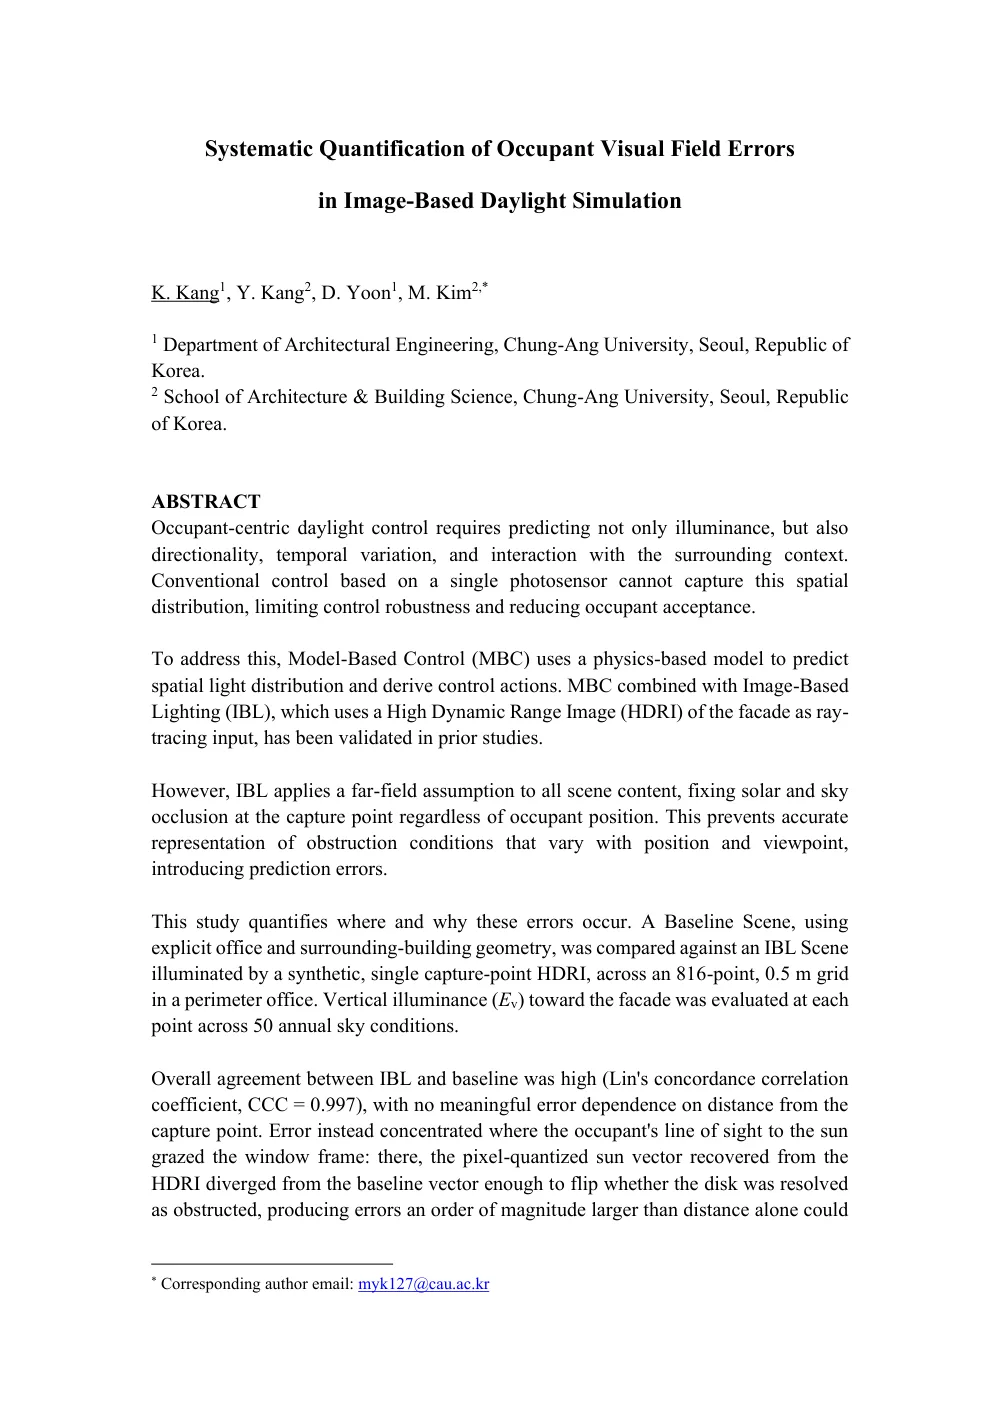 Systematic Quantification of Occupant Visual Field Errors
in Image-Based Daylight Simulation
K. Kang1, Y. Kang2, D. Yoon1, M. Kim2,*
1 Department of Architectural Engineering, Chung-Ang University, Seoul, Republic of
Korea.
2 School of Architecture & Building Science, Chung-Ang University, Seoul, Republic
of Korea.
ABSTRACT
Occupant-centric daylight control requires predicting not only illuminance, but also
directionality, temporal variation, and interaction with the surrounding context.
Conventional control based on a single photosensor cannot capture this spatial
distribution, limiting control robustness and reducing occupant acceptance.
To address this, Model-Based Control (MBC) uses a physics-based model to predict
spatial light distribution and derive control actions. MBC combined with Image-Based
Lighting (IBL), which uses a High Dynamic Range Image (HDRI) of the facade as ray-
tracing input, has been validated in prior studies.
However, IBL applies a far-field assumption to all scene content, fixing solar and sky
occlusion at the capture point regardless of occupant position. This prevents accurate
representation of obstruction conditions that vary with position and viewpoint,
introducing prediction errors.
This study quantifies where and why these errors occur. A Baseline Scene, using
explicit office and surrounding-building geometry, was compared against an IBL Scene
illuminated by a synthetic, single capture-point HDRI, across an 816-point, 0.5 m grid
in a perimeter office. Vertical illuminance (Ev) toward the facade was evaluated at each
point across 50 annual sky conditions.
Overall agreement between IBL and baseline was high (Lin's concordance correlation
coefficient, CCC = 0.997), with no meaningful error dependence on distance from the
capture point. Error instead concentrated where the occupant's line of sight to the sun
grazed the window frame: there, the pixel-quantized sun vector recovered from the
HDRI diverged from the baseline vector enough to flip whether the disk was resolved
as obstructed, producing errors an order of magnitude larger than distance alone could
* Corresponding author email: myk127@cau.ac.kr